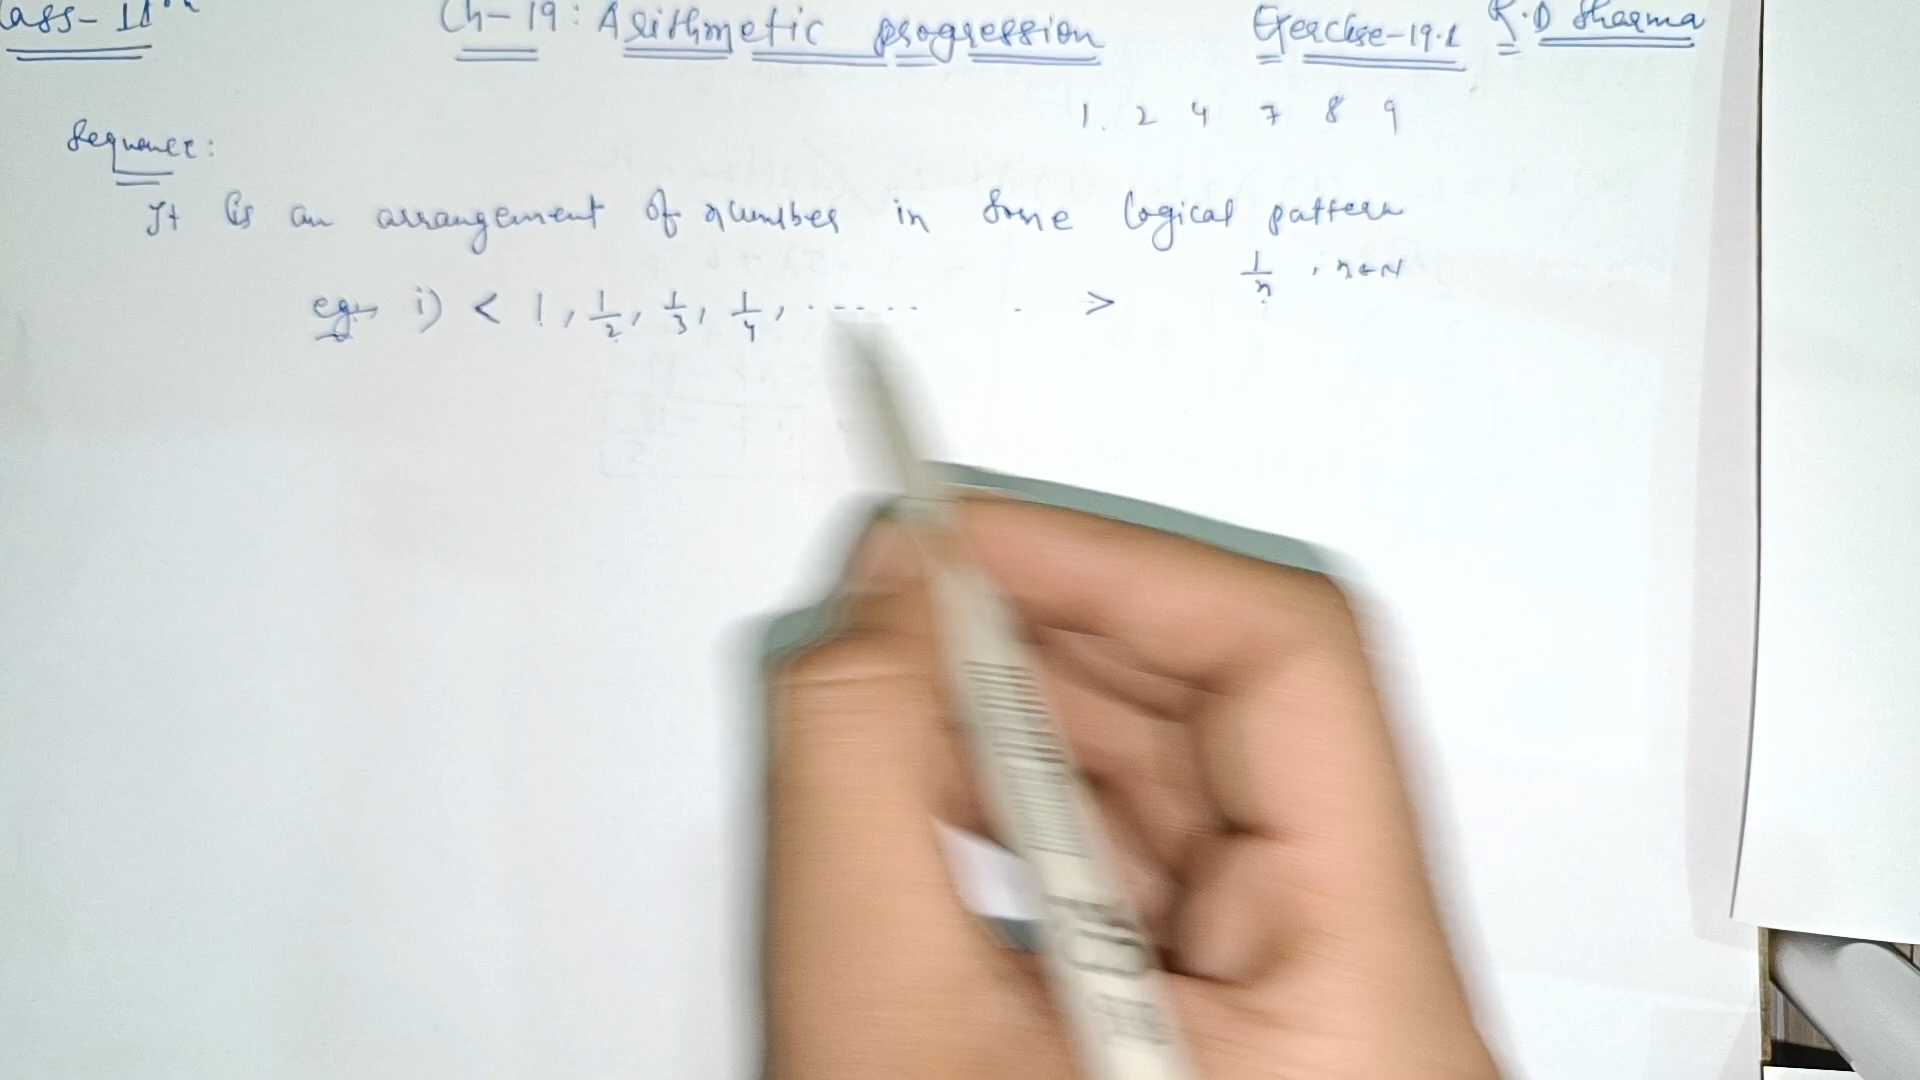 Class-11th Ch-19: Arithmetic progression Exercise-19.1 R.D Sharma
1. 2 4 7 8 9
Sequence:
It is an arrangement of number in some logical pattern
1/n, n∈N
eg:- i) < 1, 1/2, 1/3, 1/4, ........ >